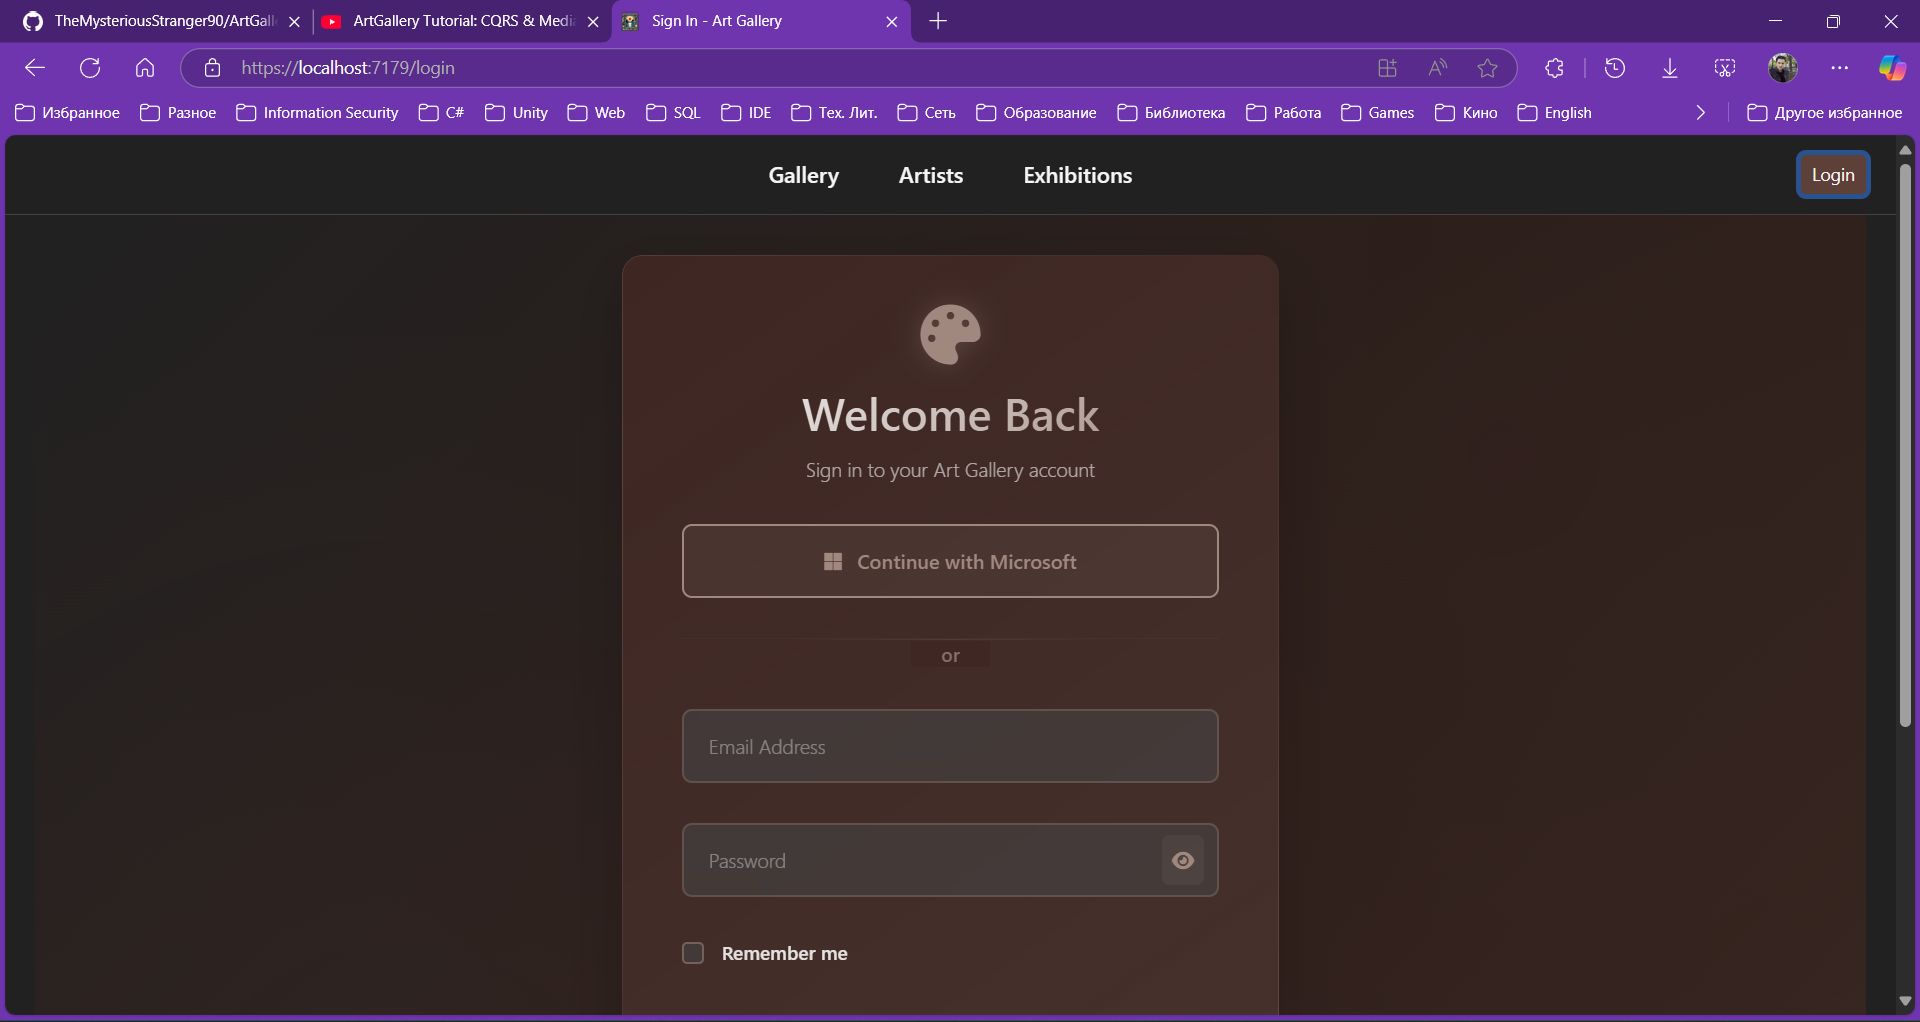 TheMysteriousStranger90/ArtGall
ArtGallery Tutorial: CQRS & Medi
Sign In - Art Gallery
https://localhost:7179/login
Избранное
Разное
Information Security
C#
Unity
Web
SQL
IDE
Тех. Лит.
Сеть
Образование
Библиотека
Работа
Games
Кино
English
Другое избранное
Gallery
Artists
Exhibitions
Login
Welcome Back
Sign in to your Art Gallery account
Continue with Microsoft
or
Email Address
Password
Remember me